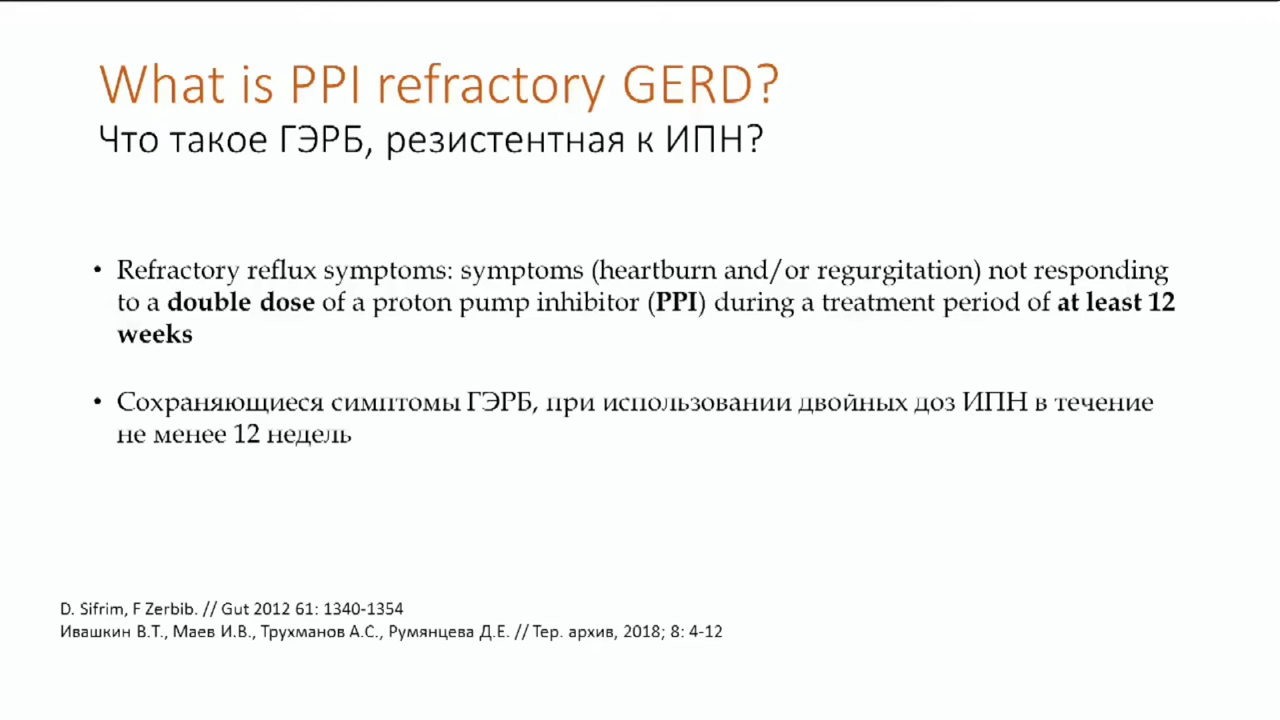 What is PPI refractory GERD?
Что такое ГЭРБ, резистентная к ИПН?
• Refractory reflux symptoms: symptoms (heartburn and/or regurgitation) not responding
to a double dose of a proton pump inhibitor (PPI) during a treatment period of at least 12
weeks
• Сохраняющиеся симптомы ГЭРБ, при использовании двойных доз ИПН в течение
не менее 12 недель
D. Sifrim, F Zerbib. // Gut 2012 61: 1340-1354
Ивашкин В.Т., Маев И.В., Трухманов А.С., Румянцева Д.Е. // Тер. архив, 2018; 8: 4-12